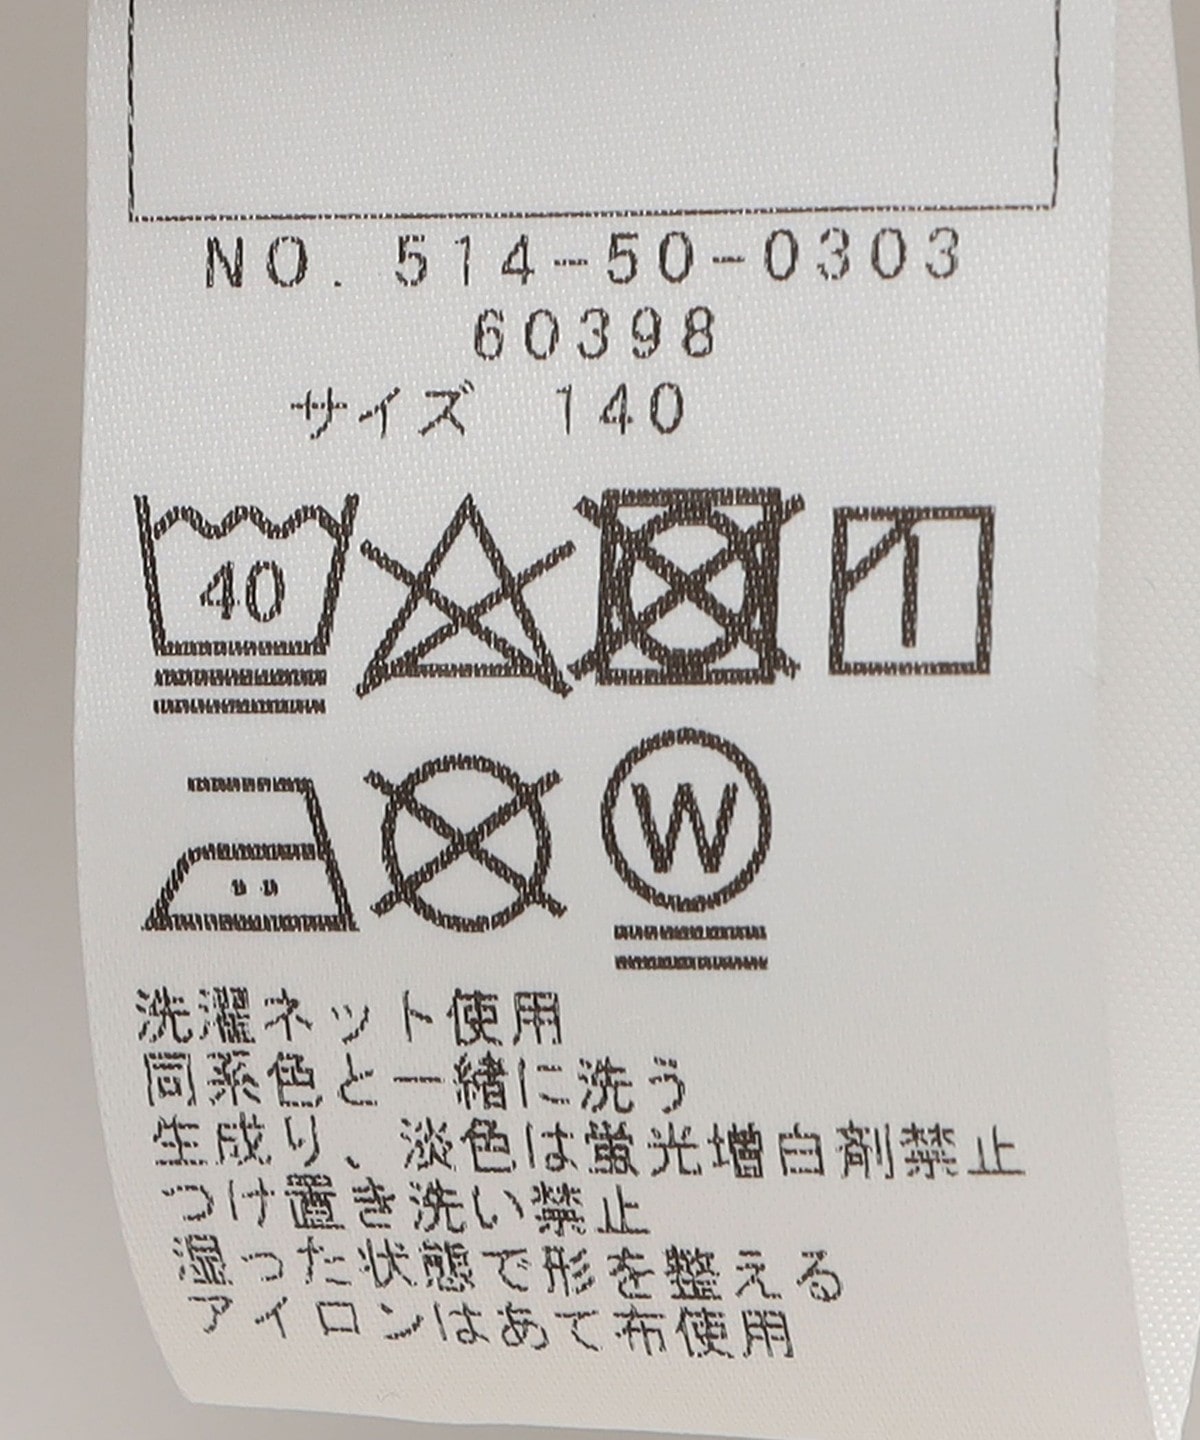 NO. 514-50-0303
60398
サイズ 140
40
W
洗濯ネット使用
同系色と一緒に洗う
生成り、淡色は蛍光増白剤禁止
つけ置き洗い禁止
湿った状態で形を整える
アイロンはあて布使用